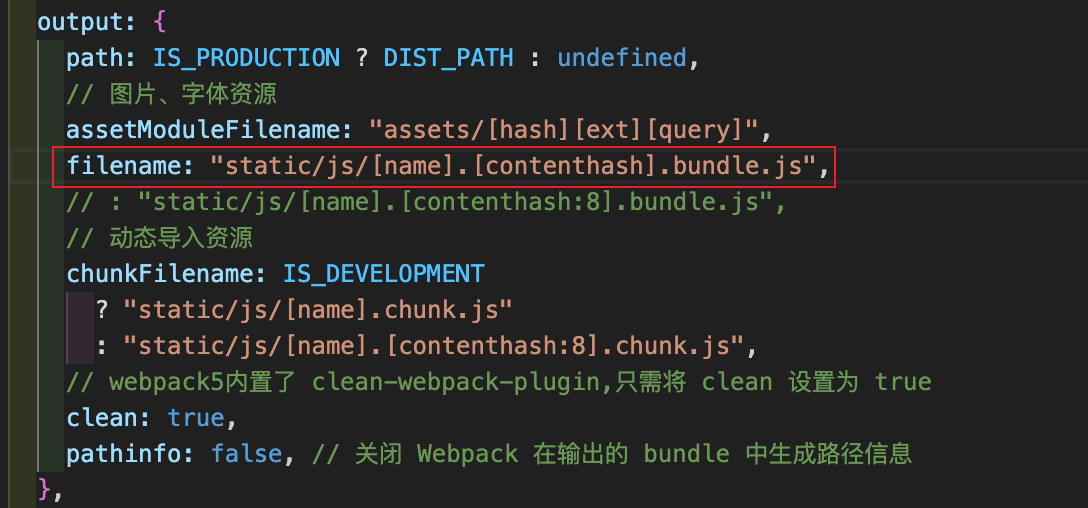 output: {
path: IS_PRODUCTION ? DIST_PATH : undefined,
// 图片、字体资源
assetModuleFilename: "assets/[hash][ext][query]",
filename: "static/js/[name].[contenthash].bundle.js",
// : "static/js/[name].[contenthash:8].bundle.js",
// 动态导入资源
chunkFilename: IS_DEVELOPMENT
? "static/js/[name].chunk.js"
: "static/js/[name].[contenthash:8].chunk.js",
// webpack5内置了 clean-webpack-plugin,只需将 clean 设置为 true
clean: true,
pathinfo: false, // 关闭 Webpack 在输出的 bundle 中生成路径信息
},